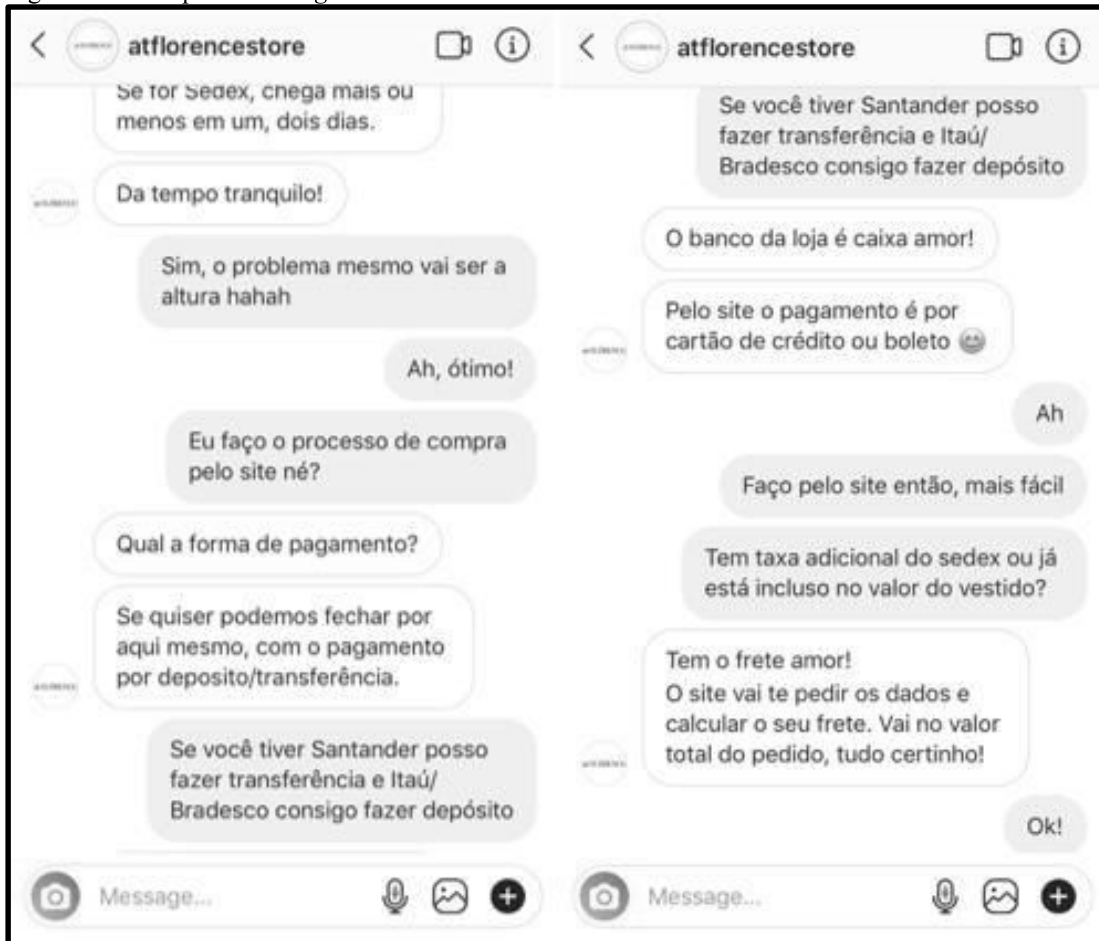 atflorencestore
Se for Sedex, chega mais ou
menos em um, dois dias.
Da tempo tranquilo!
Sim, o problema mesmo vai ser a
altura hahah
Ah, ótimo!
Eu faço o processo de compra
pelo site né?
Qual a forma de pagamento?
Se quiser podemos fechar por
aqui mesmo, com o pagamento
por deposito/transferência.
Se você tiver Santander posso
fazer transferência e Itaú/
Bradesco consigo fazer depósito
Message...
atflorencestore
Se você tiver Santander posso
fazer transferência e Itaú/
Bradesco consigo fazer depósito
O banco da loja é caixa amor!
Pelo site o pagamento é por
cartão de crédito ou boleto 😄
Ah
Faço pelo site então, mais fácil
Tem taxa adicional do sedex ou já
está incluso no valor do vestido?
Tem o frete amor!
O site vai te pedir os dados e
calcular o seu frete. Vai no valor
total do pedido, tudo certinho!
Ok!
Message...